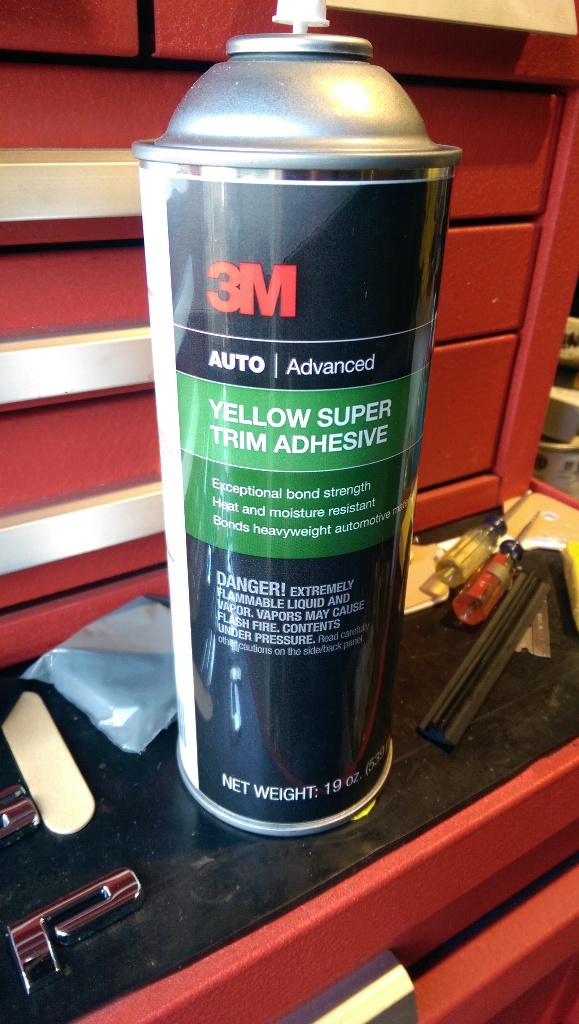 3M
AUTO | Advanced
YELLOW SUPER
TRIM ADHESIVE
Exceptional bond strength
Heat and moisture resistant
Bonds heavyweight automotive
DANGER! EXTREMELY
FLAMMABLE LIQUID AND
VAPOR. VAPORS MAY CAUSE
FLASH FIRE. CONTENTS
UNDER PRESSURE. Read carefully
other cautions on the side/back panel.
NET WEIGHT: 19 oz.